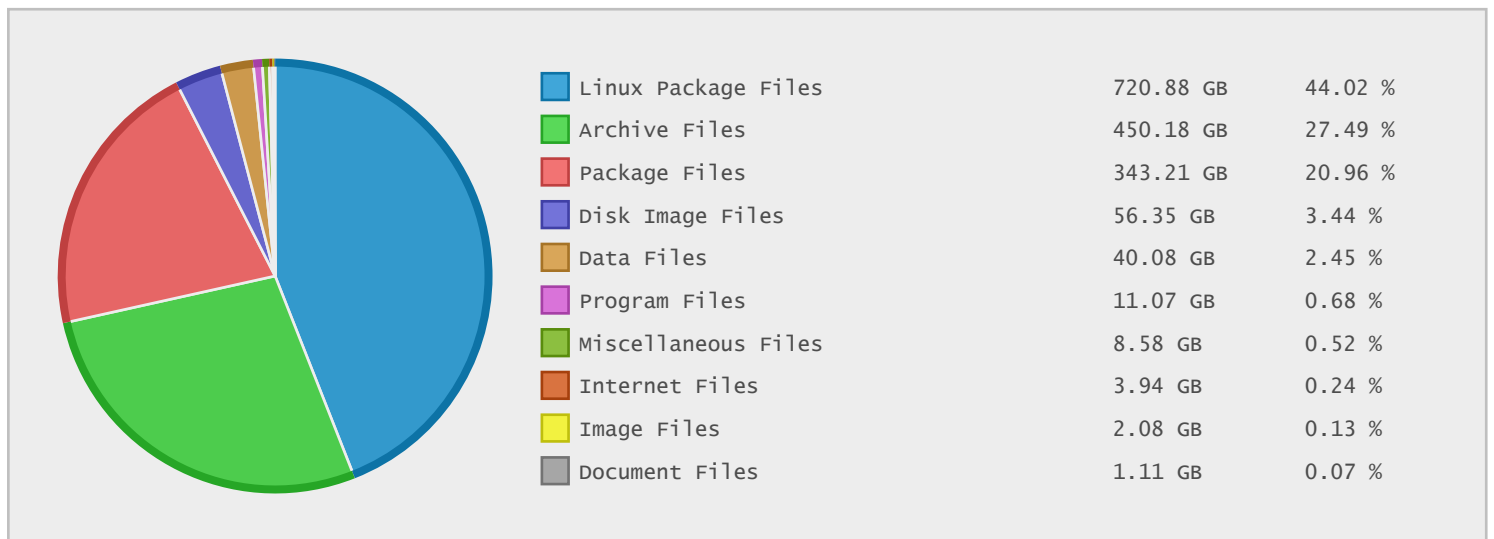 Linux Package Files 720.88 GB 44.02 %
Archive Files 450.18 GB 27.49 %
Package Files 343.21 GB 20.96 %
Disk Image Files 56.35 GB 3.44 %
Data Files 40.08 GB 2.45 %
Program Files 11.07 GB 0.68 %
Miscellaneous Files 8.58 GB 0.52 %
Internet Files 3.94 GB 0.24 %
Image Files 2.08 GB 0.13 %
Document Files 1.11 GB 0.07 %